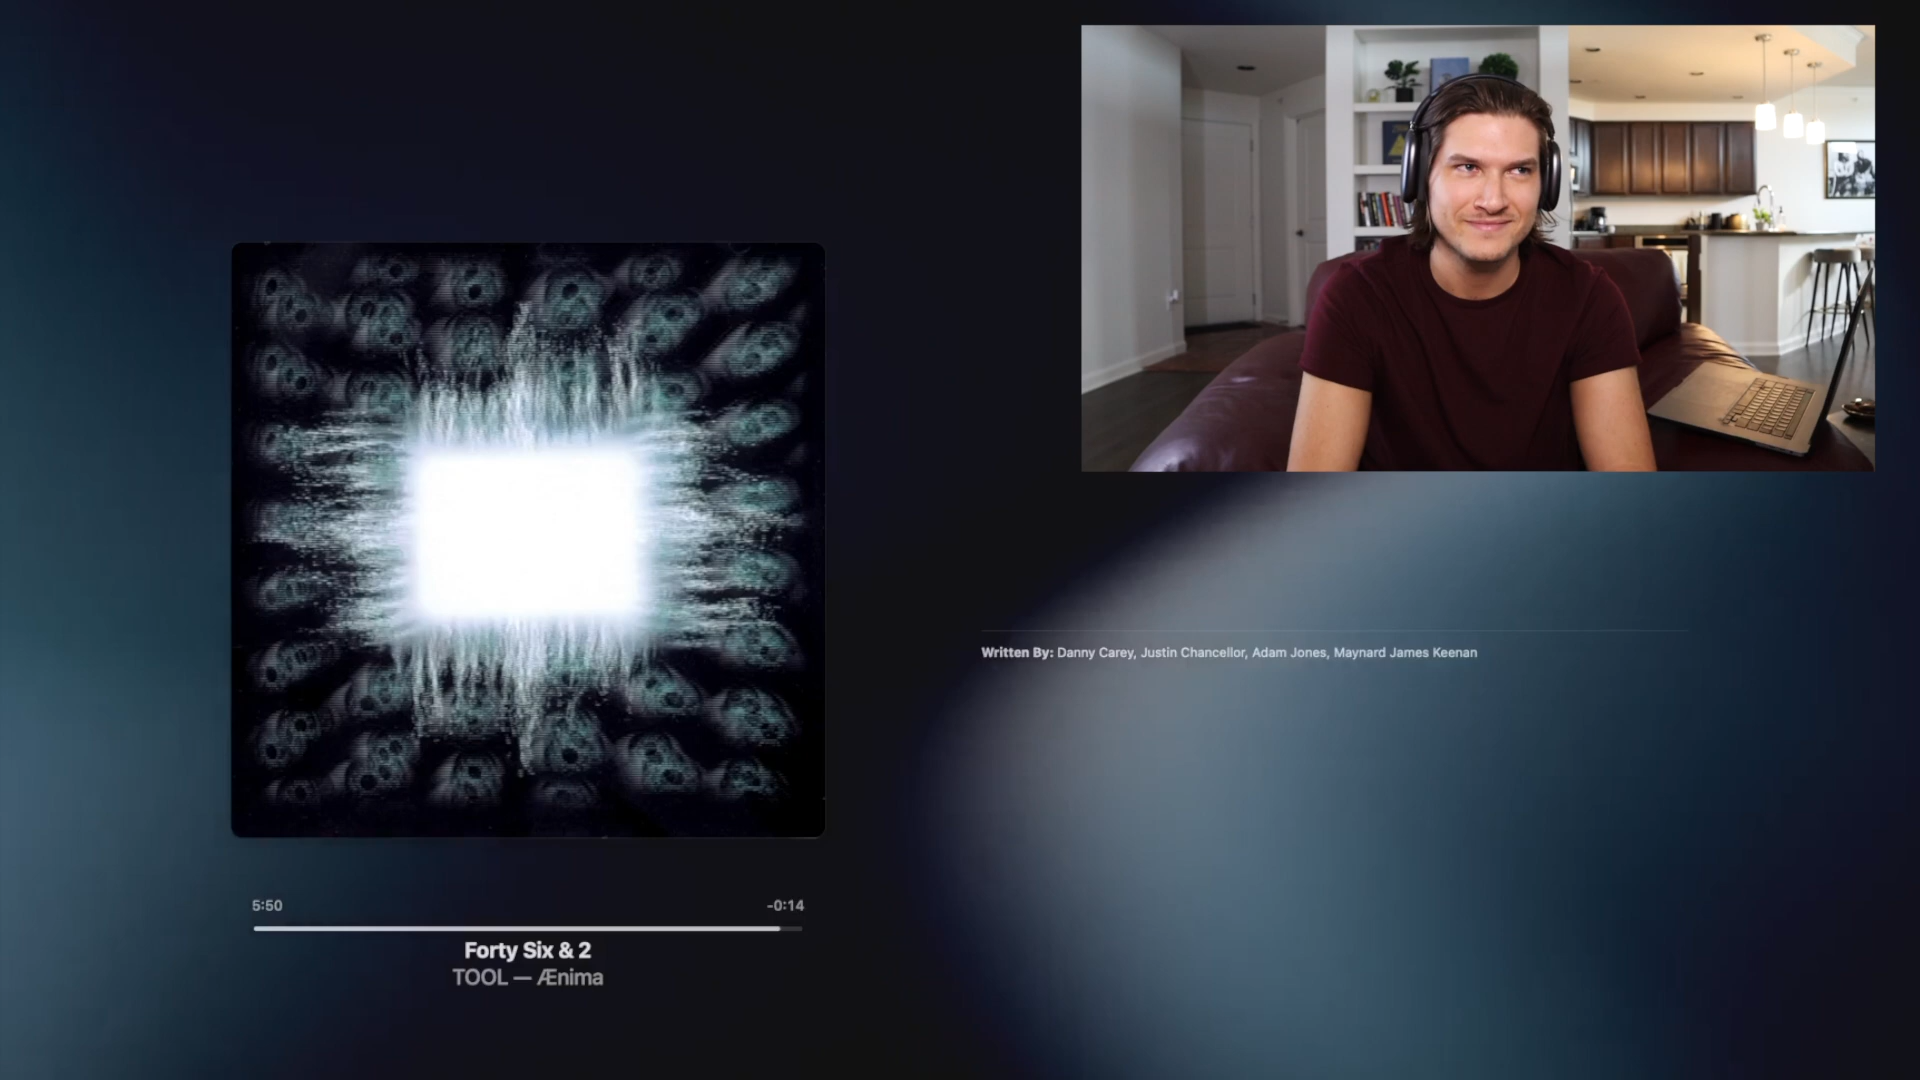 Written By: Danny Carey, Justin Chancellor, Adam Jones, Maynard James Keenan
5:50
-0:14
Forty Six & 2
TOOL — Ænima